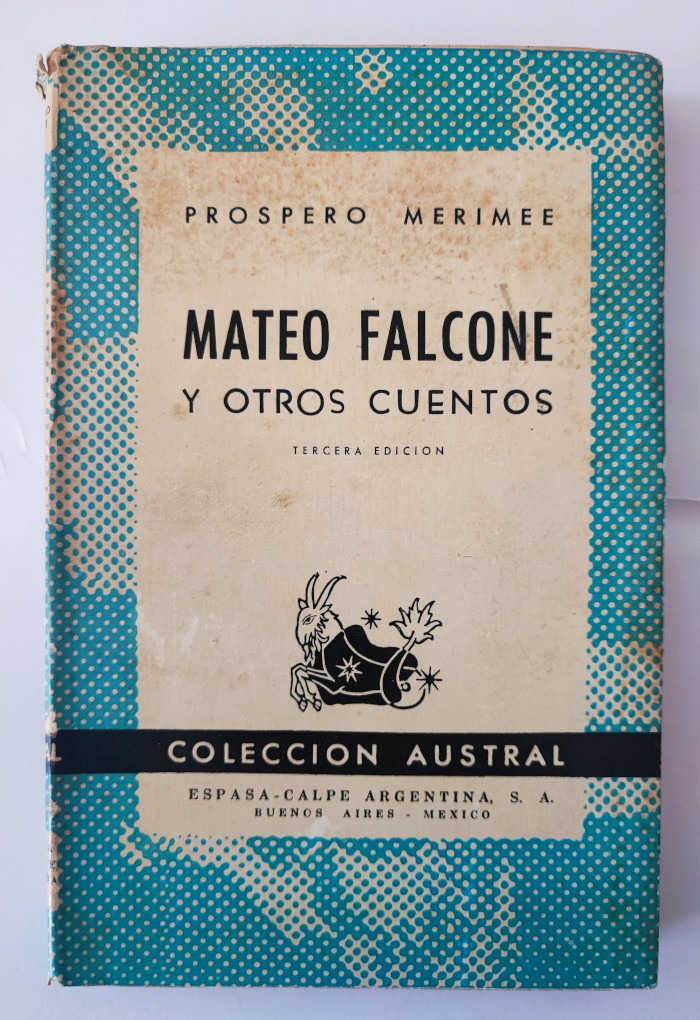 PROSPERO MERIMEE
MATEO FALCONE
Y OTROS CUENTOS
TERCERA EDICION
COLECCION AUSTRAL
ESPASA-CALPE ARGENTINA, S. A.
BUENOS AIRES - MEXICO